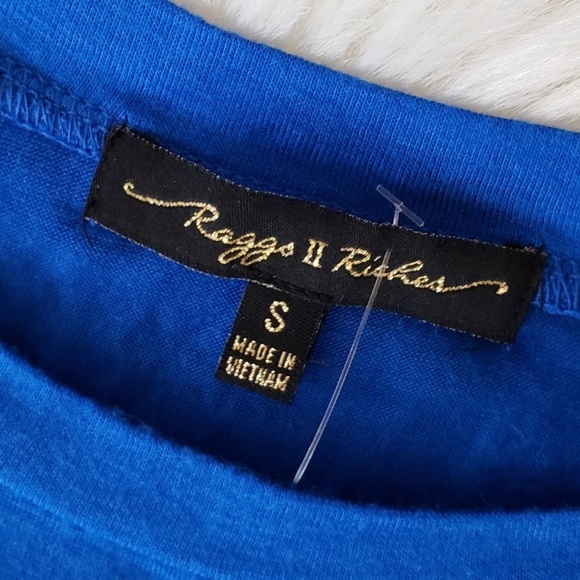 Raggs II Riches
S
MADE IN
VIETNAM